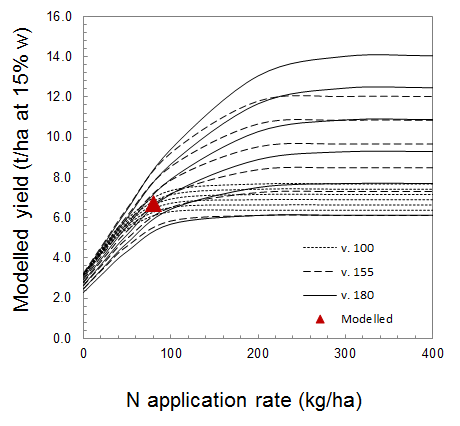 Modelled yield (t/ha at 15% w)
16.0
14.0
12.0
10.0
8.0
6.0
4.0
2.0
0.0
v. 100
v. 155
v. 180
Modelled
0 100 200 300 400
N application rate (kg/ha)